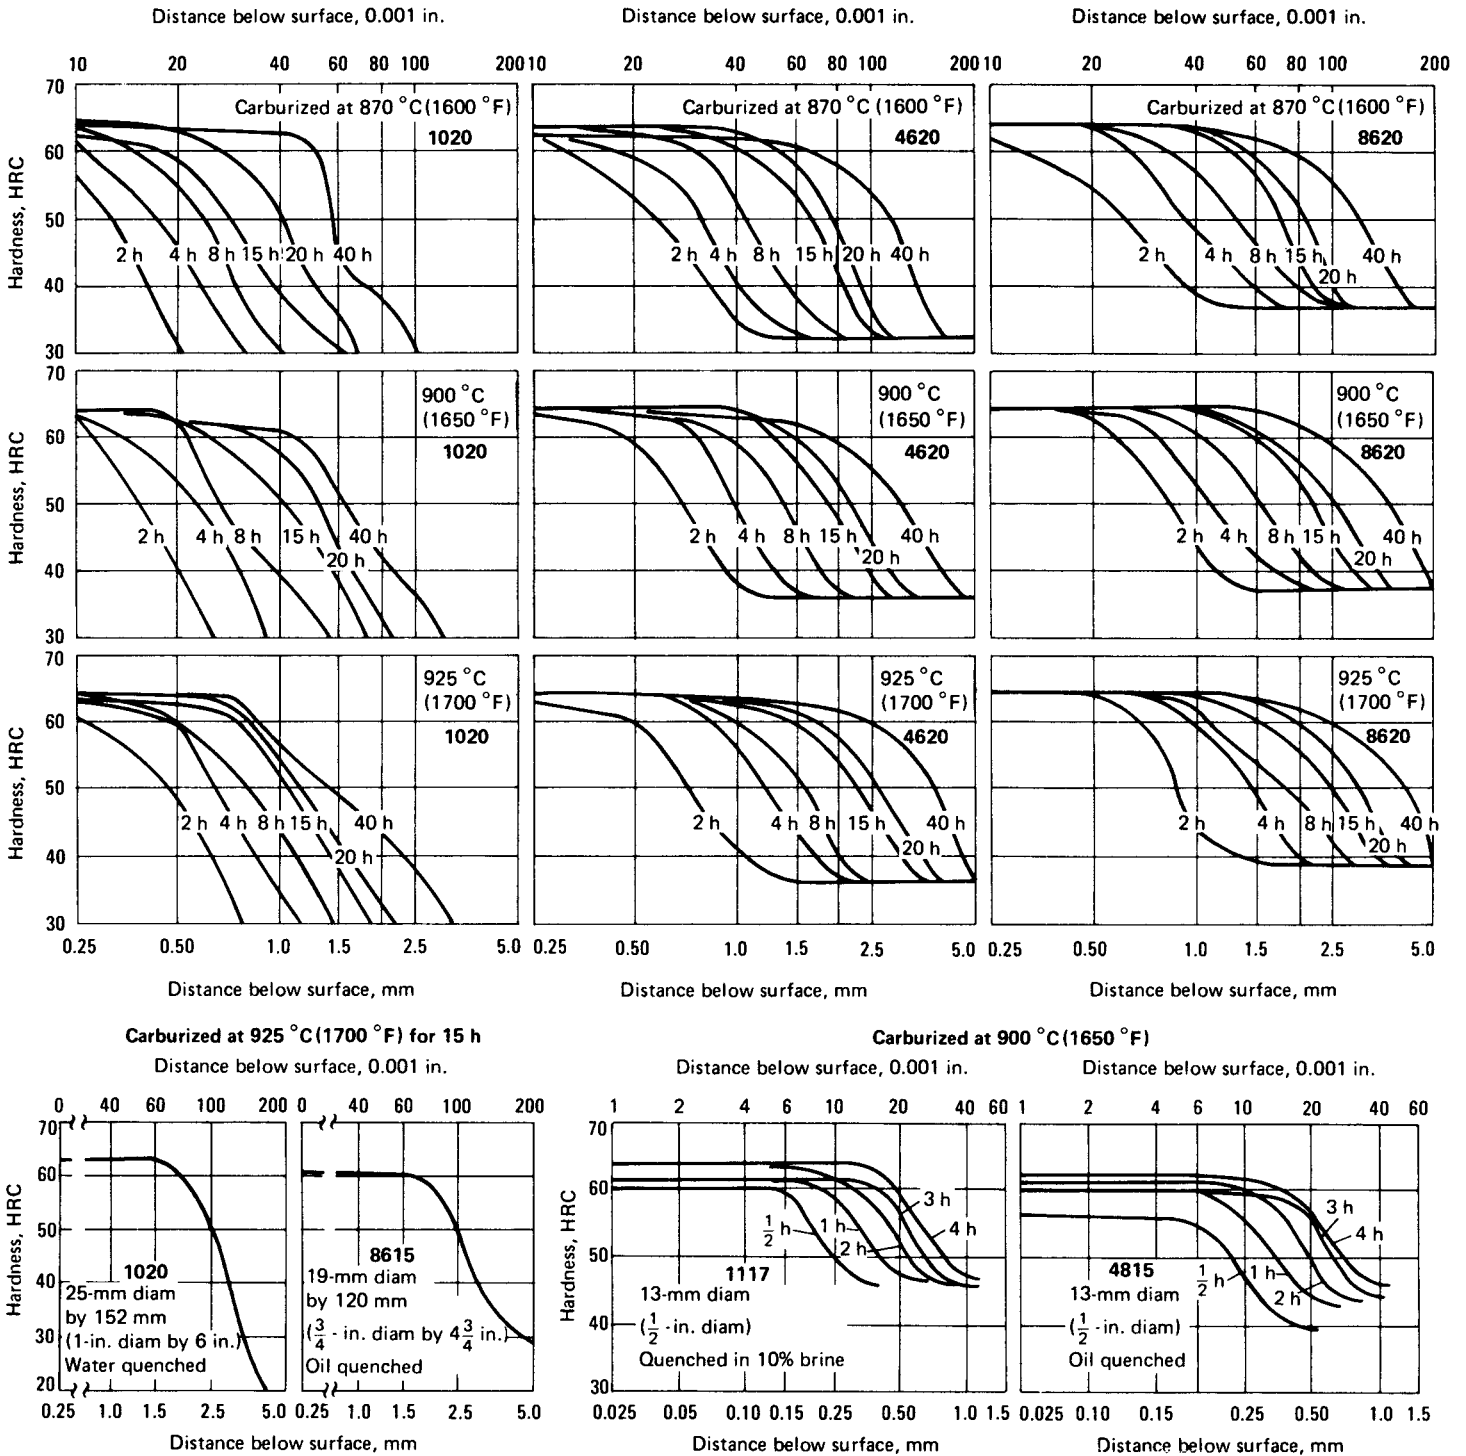 Distance below surface, 0.001 in.
Distance below surface, 0.001 in.
Distance below surface, 0.001 in.
10 20 40 60 80 100 200
10 20 40 60 80 100 200
10 20 40 60 80 100 200
Hardness, HRC
70
60
50
40
30
Carburized at 870 °C (1600 °F)
1020
2 h 4 h 8 h 15 h 20 h 40 h
Carburized at 870 °C (1600 °F)
4620
2 h 4 h 8 h 15 h 20 h 40 h
Carburized at 870 °C (1600 °F)
8620
2 h 4 h 8 h 15 h 40 h
20 h
Hardness, HRC
70
60
50
40
30
900 °C
(1650 °F)
1020
2 h 4 h 8 h 15 h 40 h
20 h
900 °C
(1650 °F)
4620
2 h 4 h 8 h 15 h 40 h
20 h
900 °C
(1650 °F)
8620
2 h 4 h 8 h 15 h 40 h
20 h
Hardness, HRC
70
60
50
40
30
925 °C
(1700 °F)
1020
2 h 4 h 8 h 15 h 40 h
20 h
925 °C
(1700 °F)
4620
2 h 4 h 8 h 15 h 40 h
20 h
925 °C
(1700 °F)
8620
2 h 4 h 8 h 15 h 40 h
20 h
0.25 0.50 1.0 1.5 2.5 5.0
0.25 0.50 1.0 1.5 2.5 5.0
0.25 0.50 1.0 1.5 2.5 5.0
Distance below surface, mm
Distance below surface, mm
Distance below surface, mm
Carburized at 925 °C (1700 °F) for 15 h
Distance below surface, 0.001 in.
0 40 60 100 200
0 40 60 100 200
Hardness, HRC
70
60
50
40
30
20
1020
25-mm diam
by 152 mm
(1-in. diam by 6 in.)
Water quenched
8615
19-mm diam
by 120 mm
(3/4 - in. diam by 4 3/4 in.)
Oil quenched
0.25 1.0 1.5 2.5 5.0
0.25 1.0 1.5 2.5 5.0
Distance below surface, mm
Carburized at 900 °C (1650 °F)
Distance below surface, 0.001 in.
Distance below surface, 0.001 in.
1 2 4 6 10 20 40 60
1 2 4 6 10 20 40 60
Hardness, HRC
70
60
50
40
30
1/2 h 1 h 2 h 3 h 4 h
1117
13-mm diam
(1/2 -in. diam)
Quenched in 10% brine
1/2 h 1 h 2 h 3 h 4 h
4815
13-mm diam
(1/2 -in. diam)
Oil quenched
0.025 0.05 0.10 0.15 0.25 0.50 1.0 1.5
0.025 0.10 0.15 0.25 0.50 1.0 1.5
Distance below surface, mm
Distance below surface, mm